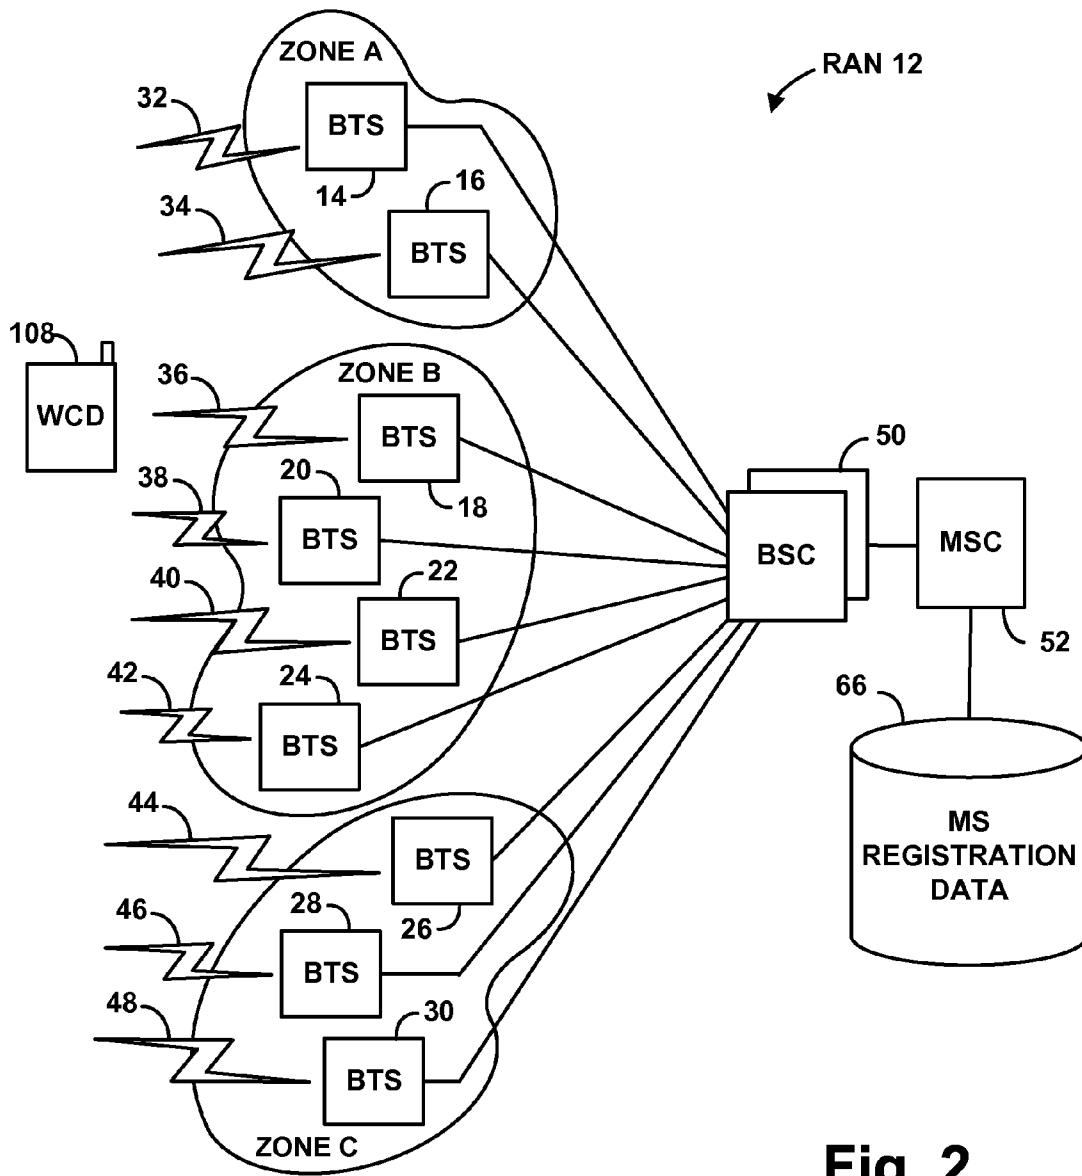 ZONE A
RAN 12
32
BTS
14
16
34
BTS
108
WCD
ZONE B
36
BTS
18
20
38
BTS
50
BSC
MSC
52
22
40
BTS
24
42
BTS
66
MS
REGISTRATION
DATA
44
BTS
26
28
46
BTS
30
48
BTS
ZONE C
Fig. 2